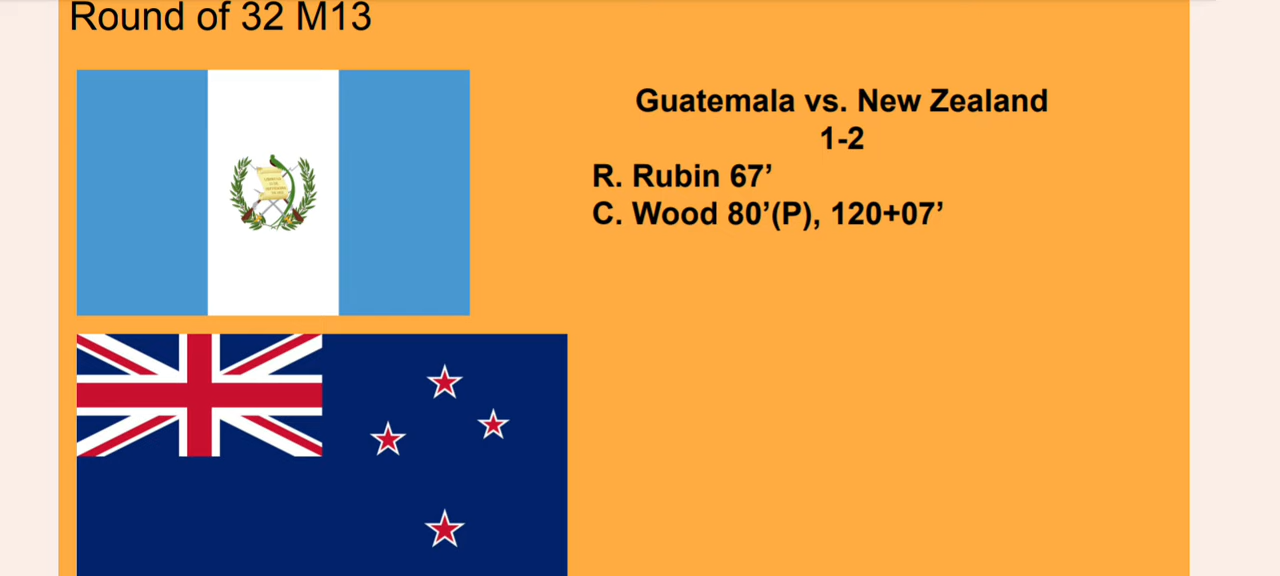 Round of 32 M13
Guatemala vs. New Zealand
1-2
R. Rubin 67’
C. Wood 80’(P), 120+07’